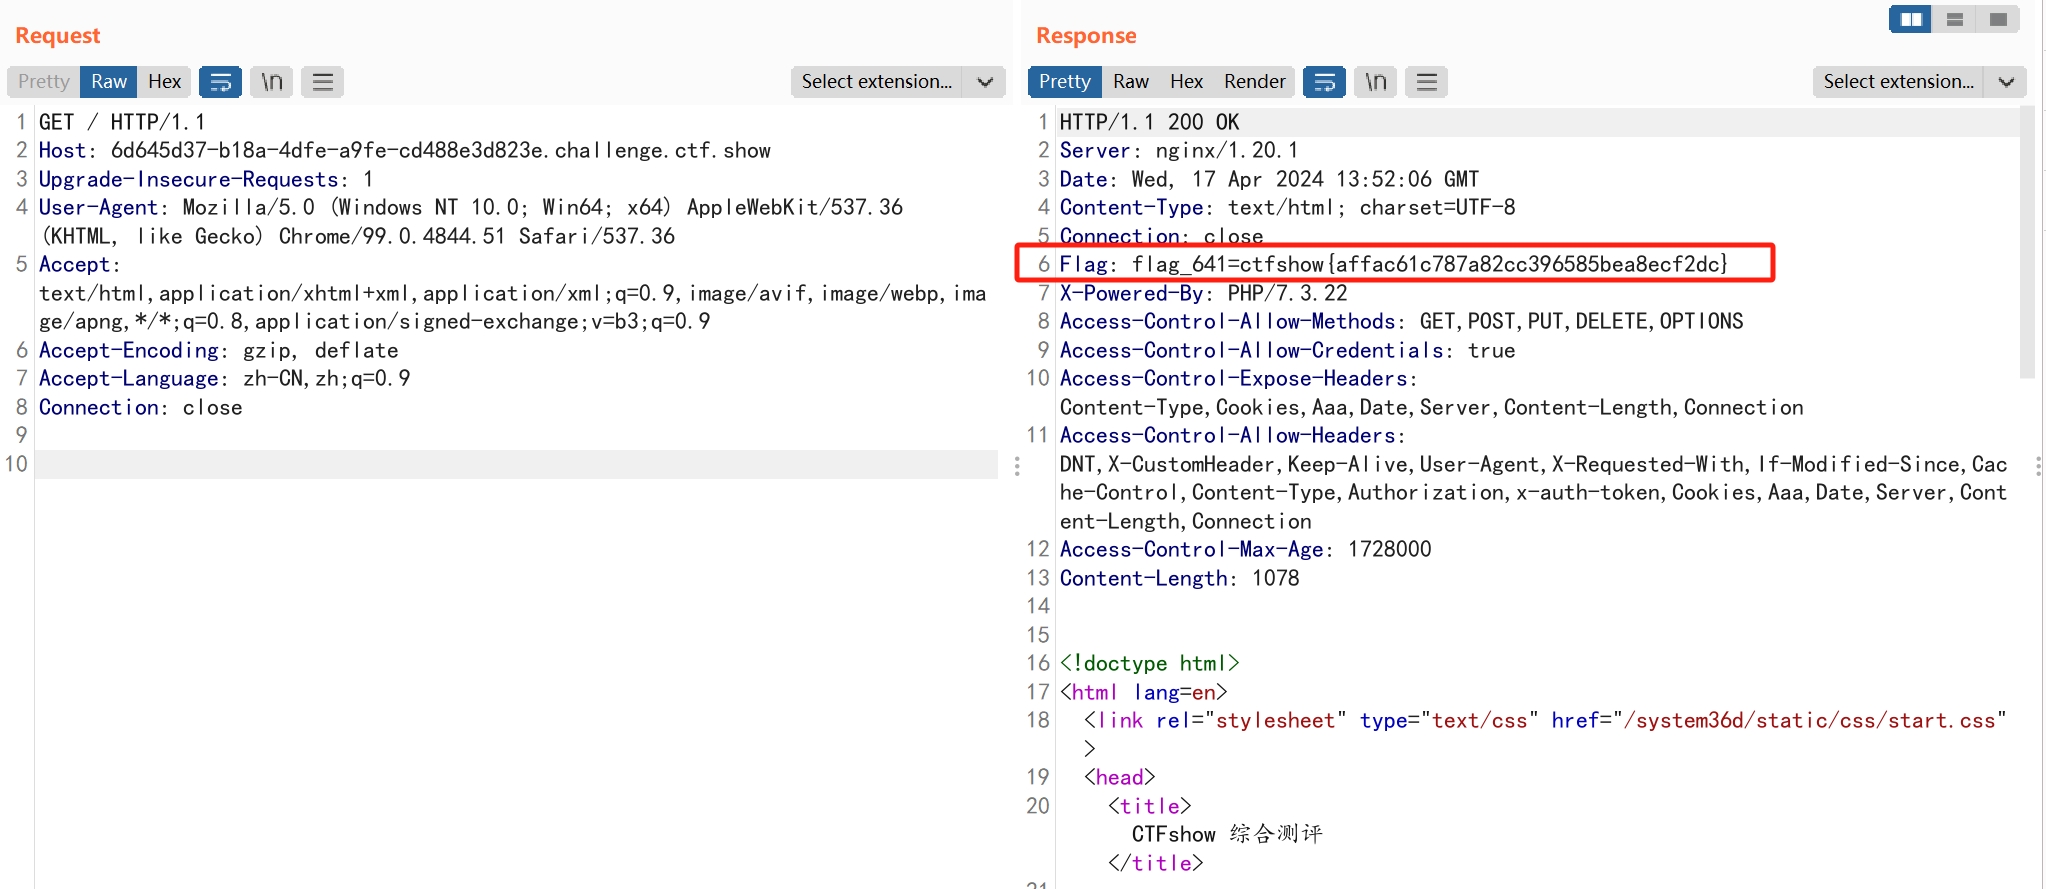 Request
Pretty Raw Hex \n Select extension...
1 GET / HTTP/1.1
2 Host: 6d645d37-b18a-4dfe-a9fe-cd488e3d823e.challenge.ctf.show
3 Upgrade-Insecure-Requests: 1
4 User-Agent: Mozilla/5.0 (Windows NT 10.0; Win64; x64) AppleWebKit/537.36
(KHTML, like Gecko) Chrome/99.0.4844.51 Safari/537.36
5 Accept:
text/html,application/xhtml+xml,application/xml;q=0.9,image/avif,image/webp,ima
ge/apng,*/*;q=0.8,application/signed-exchange;v=b3;q=0.9
6 Accept-Encoding: gzip, deflate
7 Accept-Language: zh-CN,zh;q=0.9
8 Connection: close
9
10
Response
Pretty Raw Hex Render \n Select extension...
1 HTTP/1.1 200 OK
2 Server: nginx/1.20.1
3 Date: Wed, 17 Apr 2024 13:52:06 GMT
4 Content-Type: text/html; charset=UTF-8
5 Connection: close
6 Flag: flag_641=ctfshow{affac61c787a82cc396585bea8ecf2dc}
7 X-Powered-By: PHP/7.3.22
8 Access-Control-Allow-Methods: GET,POST,PUT,DELETE,OPTIONS
9 Access-Control-Allow-Credentials: true
10 Access-Control-Expose-Headers:
Content-Type,Cookies,Aaa,Date,Server,Content-Length,Connection
11 Access-Control-Allow-Headers:
DNT,X-CustomHeader,Keep-Alive,User-Agent,X-Requested-With,If-Modified-Since,Cac
he-Control,Content-Type,Authorization,x-auth-token,Cookies,Aaa,Date,Server,Cont
ent-Length,Connection
12 Access-Control-Max-Age: 1728000
13 Content-Length: 1078
14
15
16 <!doctype html>
17 <html lang=en>
18 <link rel="stylesheet" type="text/css" href="/system36d/static/css/start.css"
>
19 <head>
20 <title>
CTFshow 综合测评
</title>
21